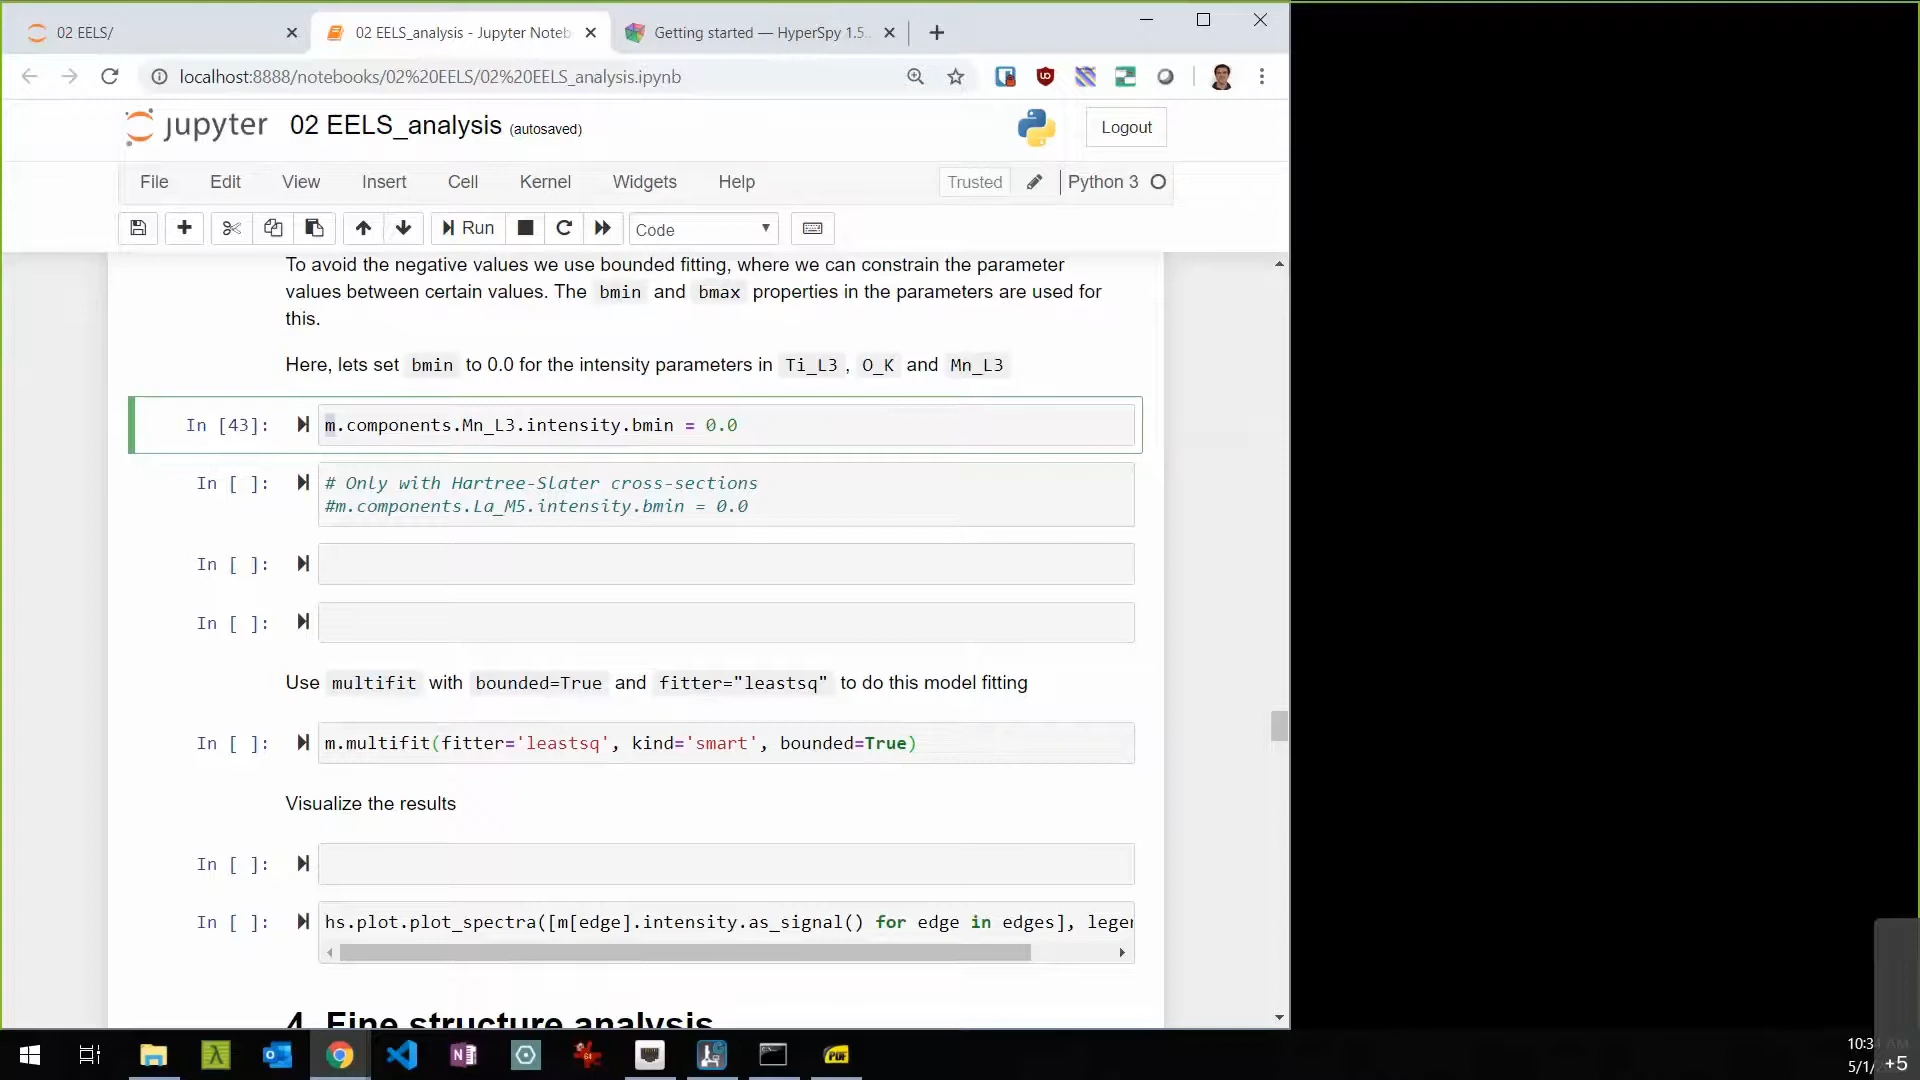 02 EELS/
02 EELS_analysis - Jupyter Noteb
Getting started — HyperSpy 1.5..
localhost:8888/notebooks/02%20EELS/02%20EELS_analysis.ipynb
jupyter 02 EELS_analysis (autosaved)
Logout
File Edit View Insert Cell Kernel Widgets Help
Trusted Python 3
Run Code
To avoid the negative values we use bounded fitting, where we can constrain the parameter
values between certain values. The bmin and bmax properties in the parameters are used for
this.
Here, lets set bmin to 0.0 for the intensity parameters in Ti_L3, O_K and Mn_L3
In [43]: m.components.Mn_L3.intensity.bmin = 0.0
In [ ]: # Only with Hartree-Slater cross-sections
#m.components.La_M5.intensity.bmin = 0.0
In [ ]:
In [ ]:
Use multifit with bounded=True and fitter="leastsq" to do this model fitting
In [ ]: m.multifit(fitter='leastsq', kind='smart', bounded=True)
Visualize the results
In [ ]:
In [ ]: hs.plot.plot_spectra([m[edge].intensity.as_signal() for edge in edges], leger
4. Fine structure analysis
10:34 AM
5/1/
+5